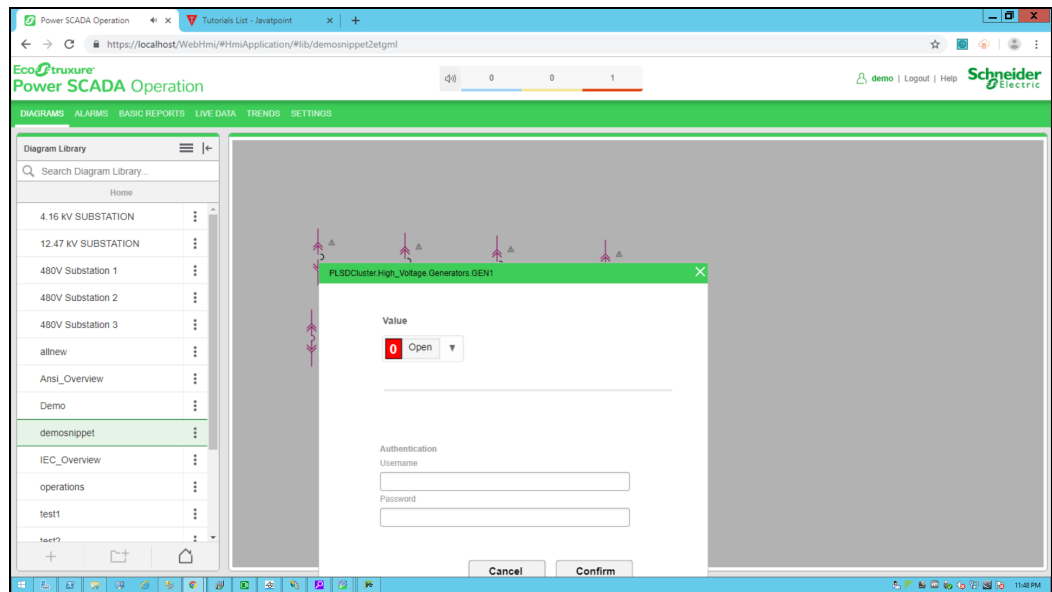 Power SCADA Operation
Tutorials List - Javatpoint
https://localhost/WebHmi/#HmiApplication/#lib/demosnippet2etgml
EcoStruxure
Power SCADA Operation
0 0 1
demo | Logout | Help
Schneider
Electric
DIAGRAMS ALARMS BASIC REPORTS LIVE DATA TRENDS SETTINGS
Diagram Library
Search Diagram Library...
Home
4.16 kV SUBSTATION
12.47 kV SUBSTATION
480V Substation 1
480V Substation 2
480V Substation 3
allnew
Ansi_Overview
Demo
demosnippet
IEC_Overview
operations
test1
test2
PLSDCluster.High_Voltage.Generators.GEN1
Value
0 Open
Authentication
Username
Password
Cancel Confirm
11:48 PM